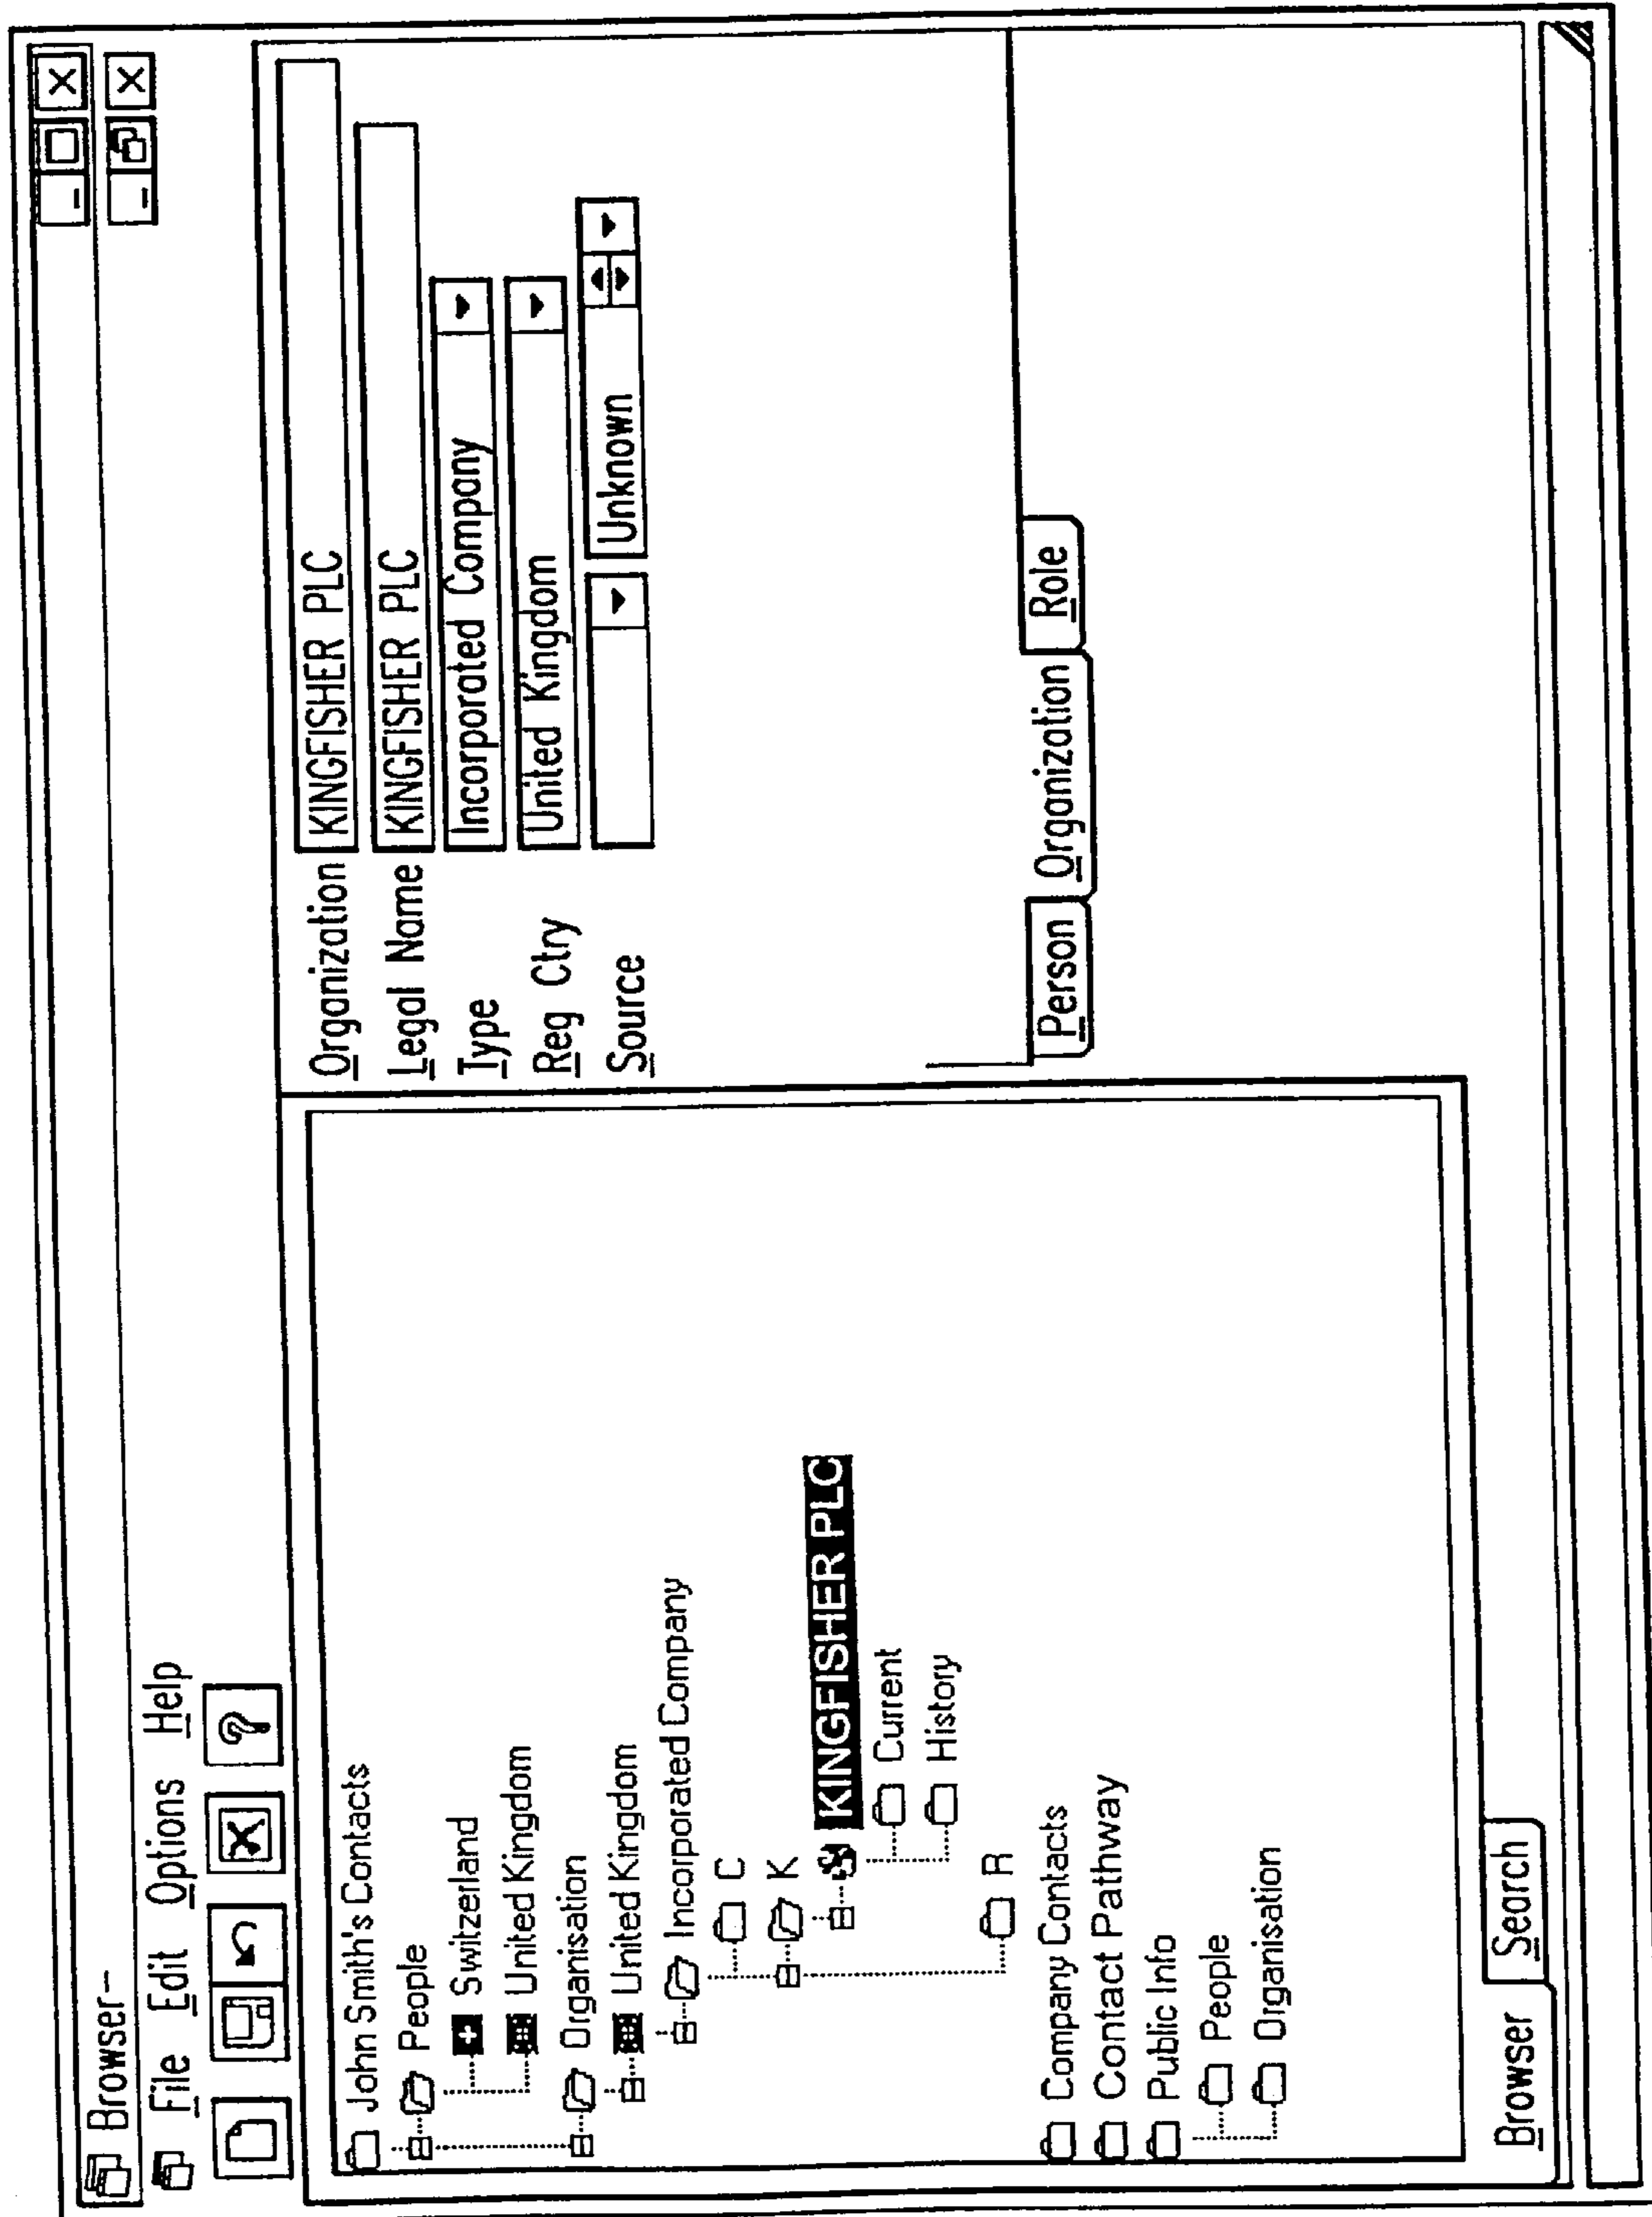 Browser--
File Edit Options Help
John Smith's Contacts
People
Switzerland
United Kingdom
Organisation
United Kingdom
Incorporated Company
C
K
KINGFISHER PLC
Current
History
R
Company Contacts
Contact Pathway
Public Info
People
Organisation
Browser Search
Organization KINGFISHER PLC
Legal Name KINGFISHER PLC
Type Incorporated Company
Reg Ctry United Kingdom
Source Unknown
Person Organization Role